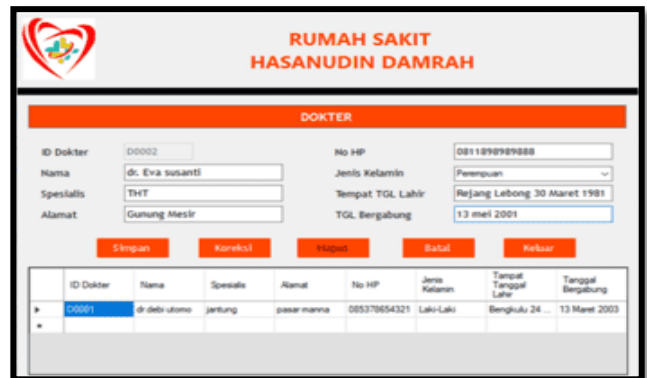 RUMAH SAKIT
HASANUDIN DAMRAH
DOKTER
ID Dokter D0002 No HP 0811898989888
Nama dr. Eva susanti Jenis Kelamin Perempuan
Spesialis THT Tempat TGL Lahir Rejang Lebong 30 Maret 1981
Alamat Gunung Mesir TGL Bergabung 13 mei 2001
Simpan Koreksi Hapus Batal Keluar
ID Dokter Nama Spesialis Alamat No HP Jenis Kelamin Tampat Tanggal Lahir Tanggal Bergabung
D0001 dr.debi utomo jantung pasar manna 085378654321 Laki-Laki Bengkulu 24 ... 13 Maret 2003